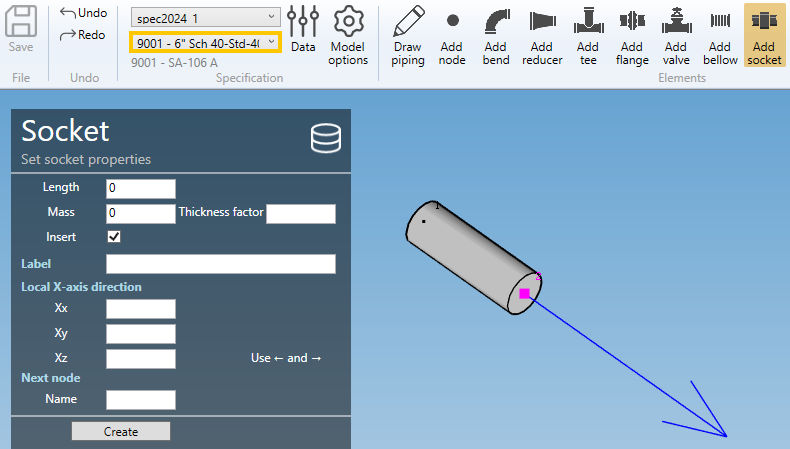 Save
File
Undo
Redo
Undo
spec2024 1
9001 - 6" Sch 40-Std-40
9001 - SA-106 A
Specification
Data
Model options
Draw piping
Add node
Add bend
Add reducer
Add tee
Add flange
Add valve
Add bellow
Add socket
Elements
Socket
Set socket properties
Length 0
Mass 0 Thickness factor
Insert
Label
Local X-axis direction
Xx
Xy
Xz Use ← and →
Next node
Name
Create
1
2